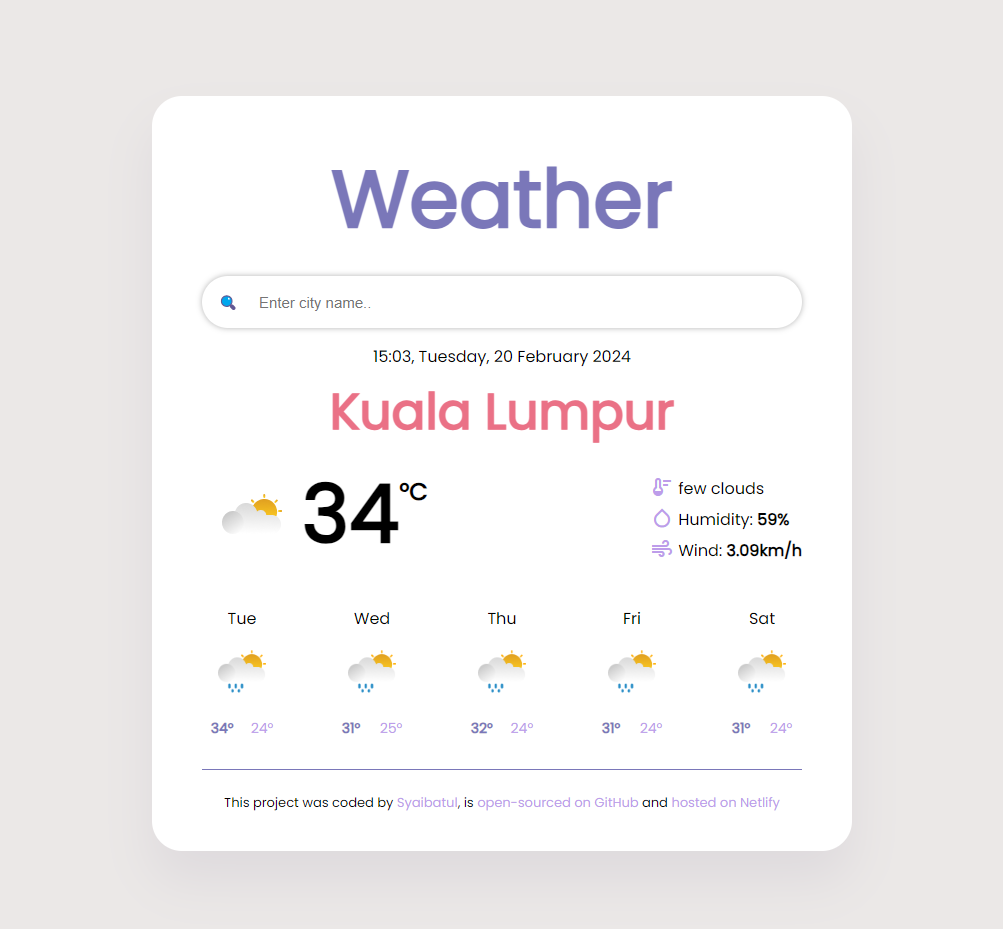 Weather
Enter city name..
15:03, Tuesday, 20 February 2024
Kuala Lumpur
34°C
few clouds
Humidity: 59%
Wind: 3.09km/h
Tue Wed Thu Fri Sat
34° 24° 31° 25° 32° 24° 31° 24° 31° 24°
This project was coded by Syaibatul, is open-sourced on GitHub and hosted on Netlify